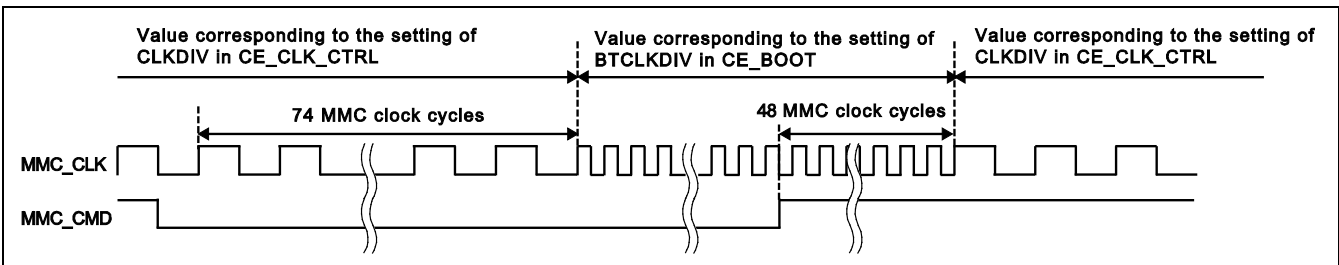 Value corresponding to the setting of
CLKDIV in CE_CLK_CTRL
Value corresponding to the setting of
BTCLKDIV in CE_BOOT
Value corresponding to the setting of
CLKDIV in CE_CLK_CTRL
74 MMC clock cycles
48 MMC clock cycles
MMC_CLK
MMC_CMD